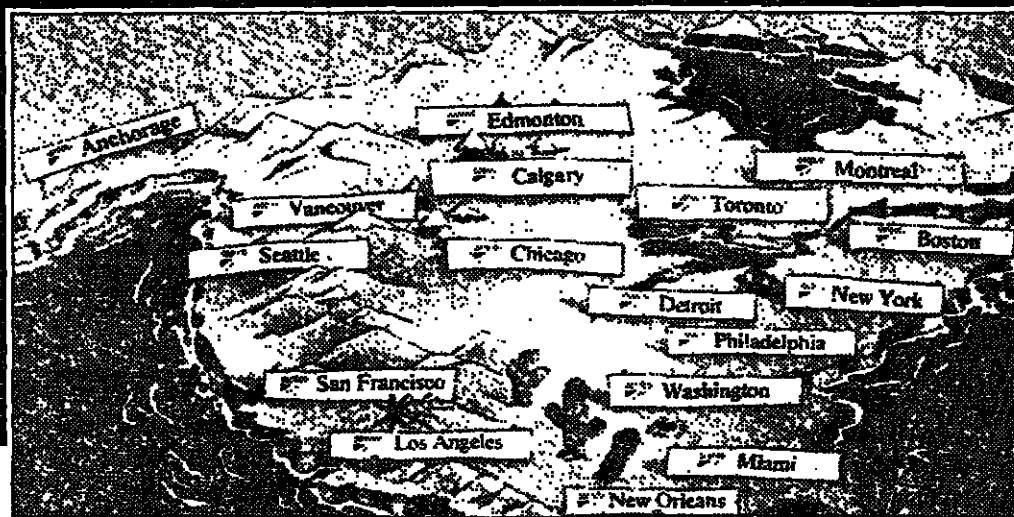 Anchorage
Edmonton
Montreal
Calgary
Vancouver
Toronto
Boston
Seattle
Chicago
Detroit
New York
Philadelphia
San Francisco
Washington
Los Angeles
Miami
New Orleans